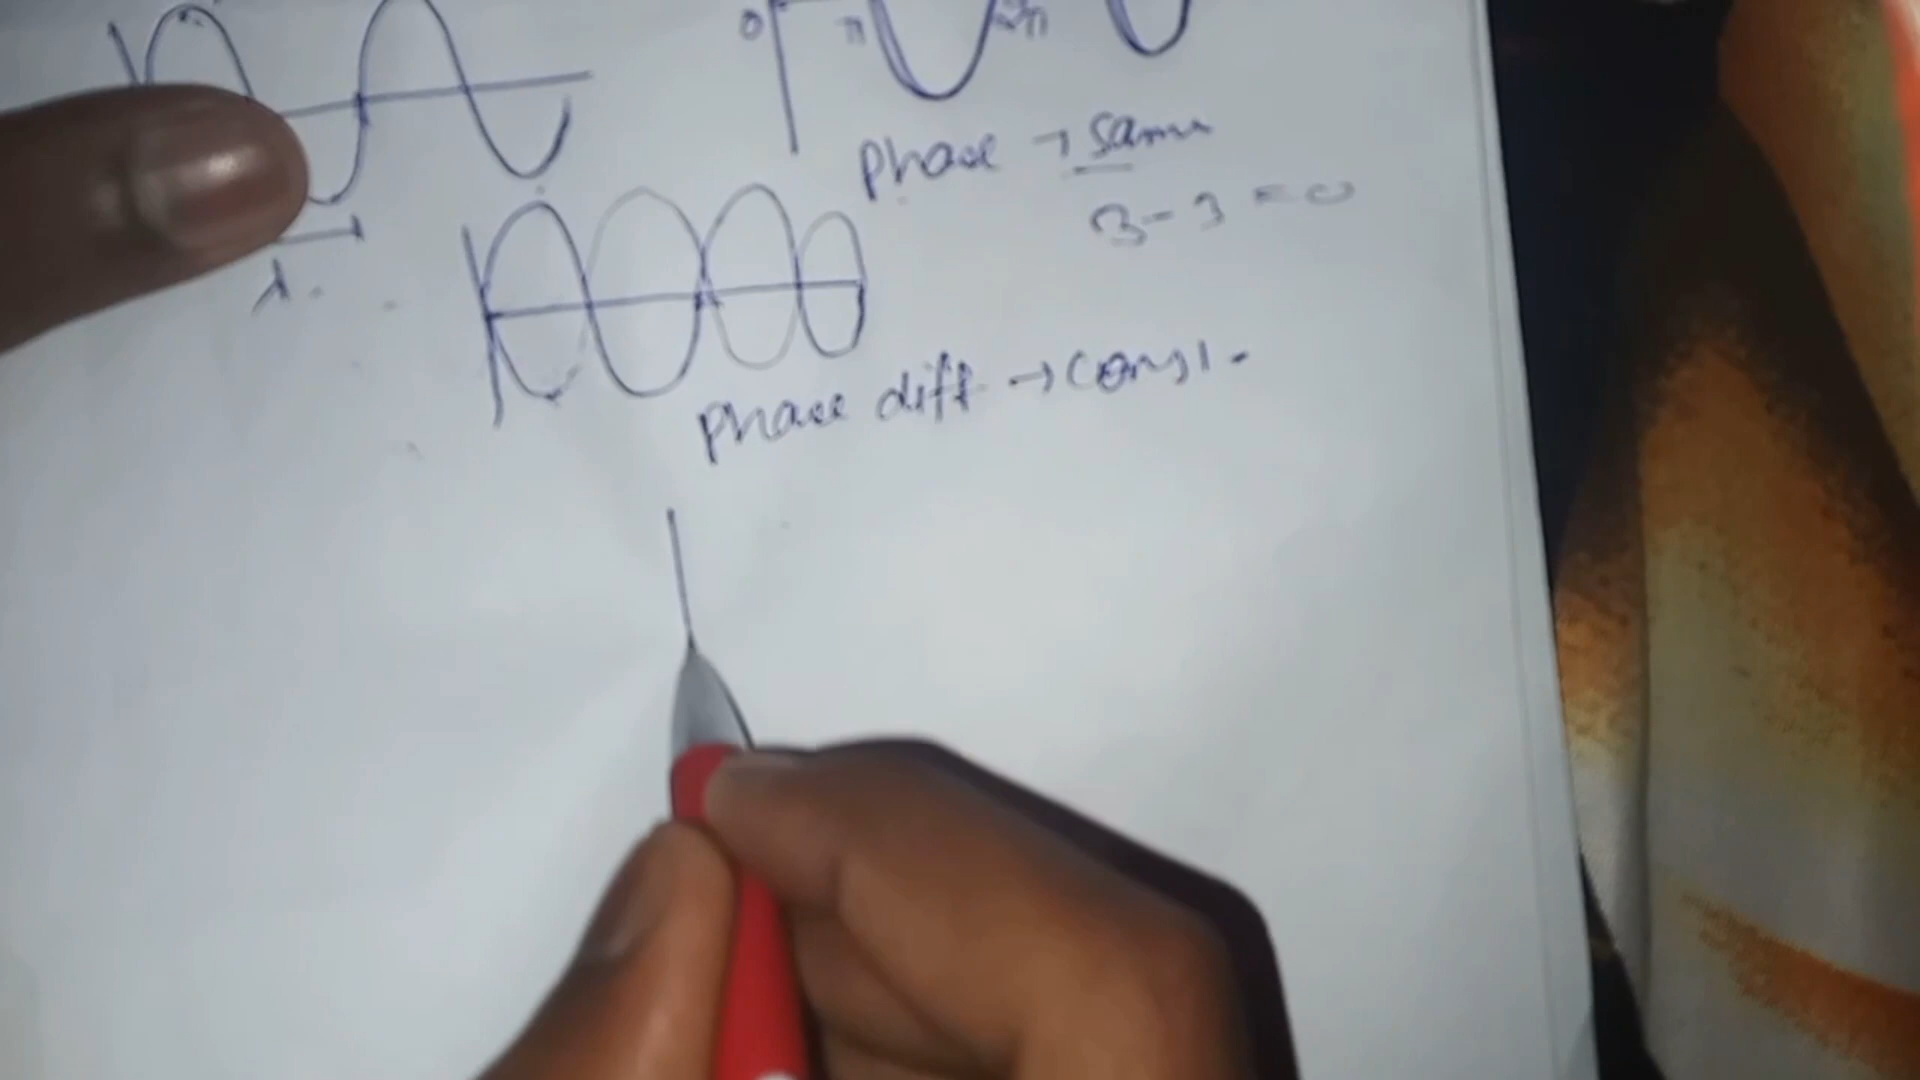 0 π 2π
phase → same
3 - 3 = 0
λ
phase diff → const.